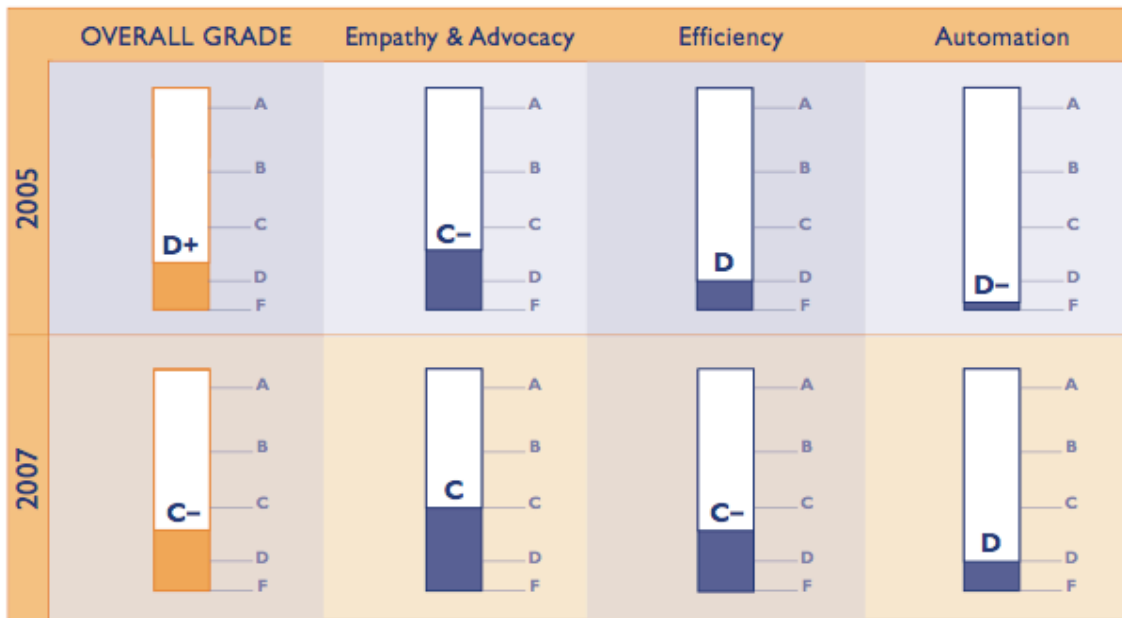 OVERALL GRADE Empathy & Advocacy Efficiency Automation
2005
A A A A
B B B B
C C C C
D+ C– D D–
D D D D
F F F F
2007
A A A A
B B B B
C C C C
C– C C– D
D D D D
F F F F